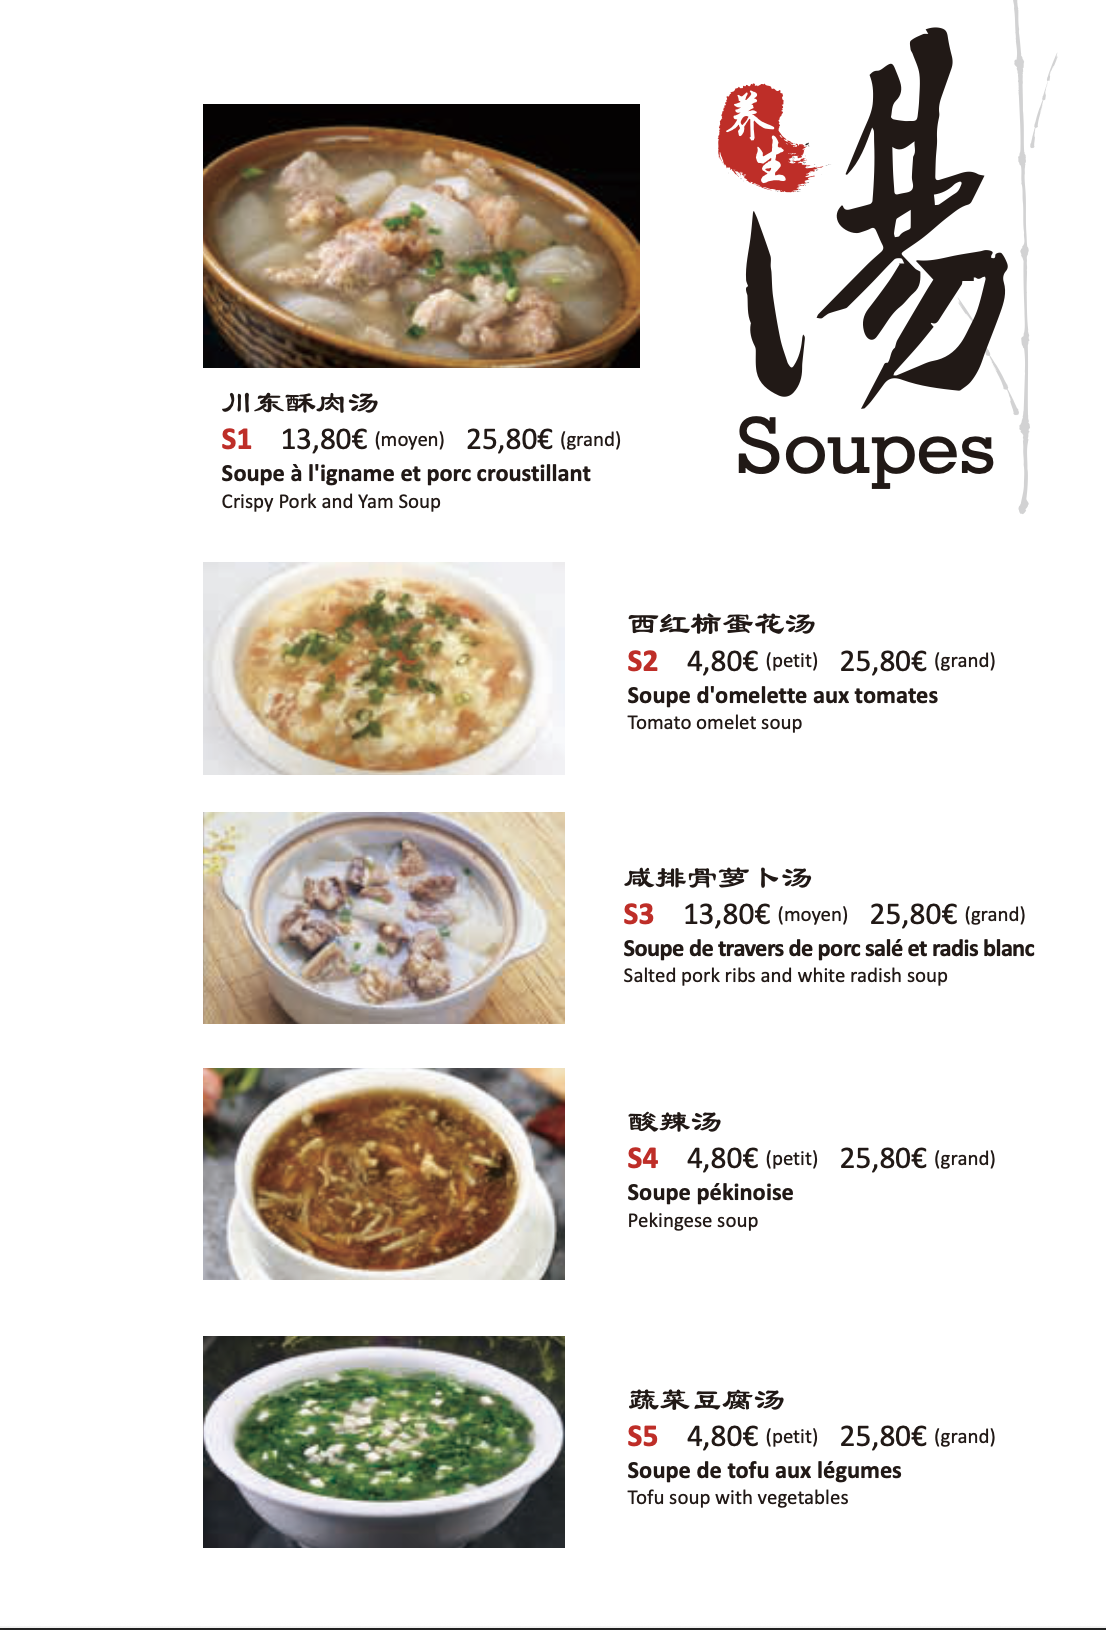 养生
湯
Soupes
川东酥肉汤
S1 13,80€ (moyen) 25,80€ (grand)
Soupe à l'igname et porc croustillant
Crispy Pork and Yam Soup
西红柿蛋花汤
S2 4,80€ (petit) 25,80€ (grand)
Soupe d'omelette aux tomates
Tomato omelet soup
咸排骨萝卜汤
S3 13,80€ (moyen) 25,80€ (grand)
Soupe de travers de porc salé et radis blanc
Salted pork ribs and white radish soup
酸辣汤
S4 4,80€ (petit) 25,80€ (grand)
Soupe pékinoise
Pekingese soup
蔬菜豆腐汤
S5 4,80€ (petit) 25,80€ (grand)
Soupe de tofu aux légumes
Tofu soup with vegetables